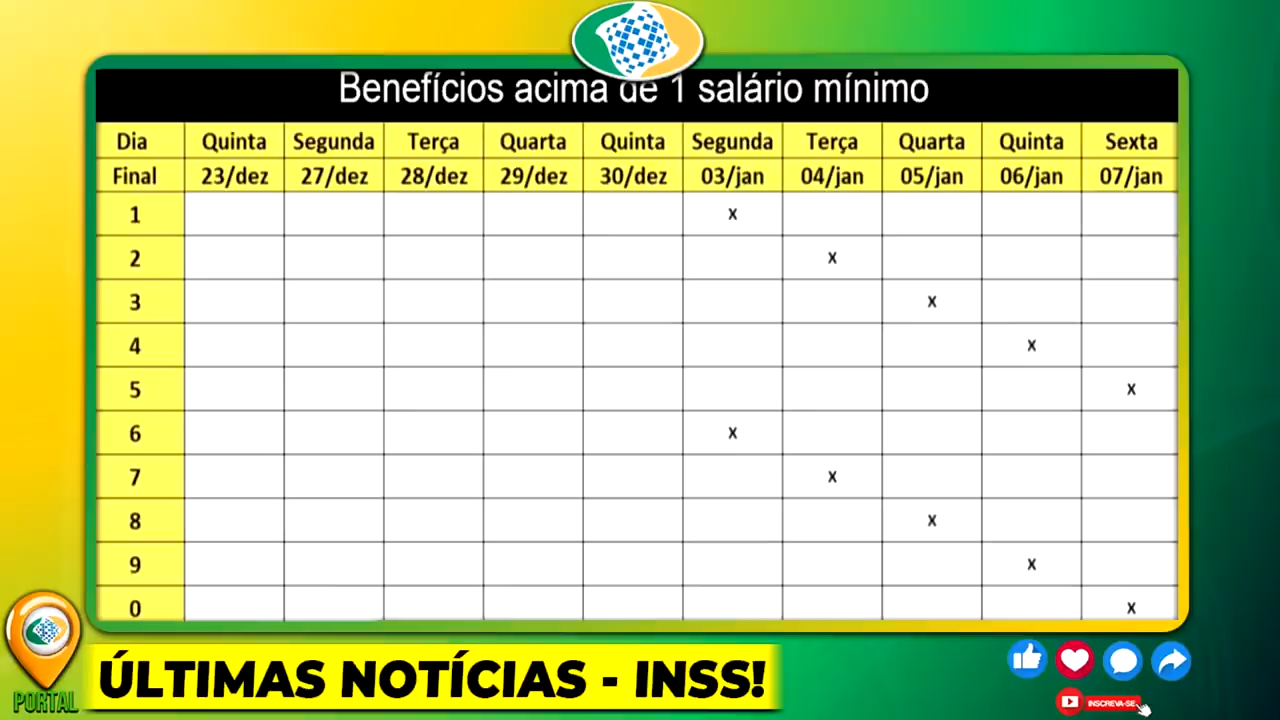 Benefícios acima de 1 salário mínimo
Dia Quinta Segunda Terça Quarta Quinta Segunda Terça Quarta Quinta Sexta
Final 23/dez 27/dez 28/dez 29/dez 30/dez 03/jan 04/jan 05/jan 06/jan 07/jan
1 x
2 x
3 x
4 x
5 x
6 x
7 x
8 x
9 x
0 x
PORTAL
ÚLTIMAS NOTÍCIAS - INSS!
INSCREVA-SE